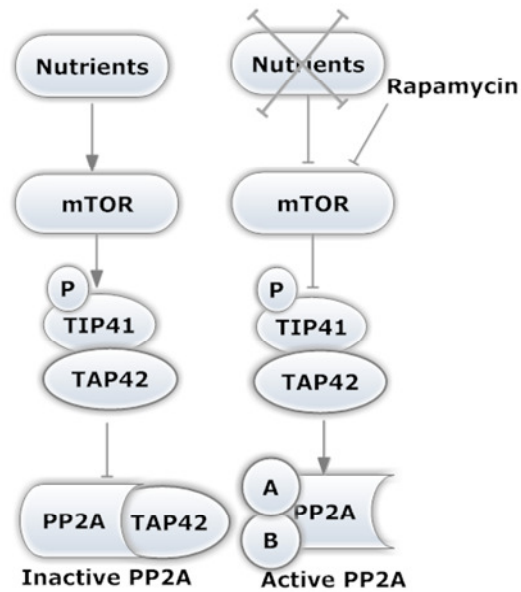 Nutrients
mTOR
P
TIP41
TAP42
PP2A
TAP42
Inactive PP2A
Nutrients
Rapamycin
mTOR
P
TIP41
TAP42
A
PP2A
B
Active PP2A